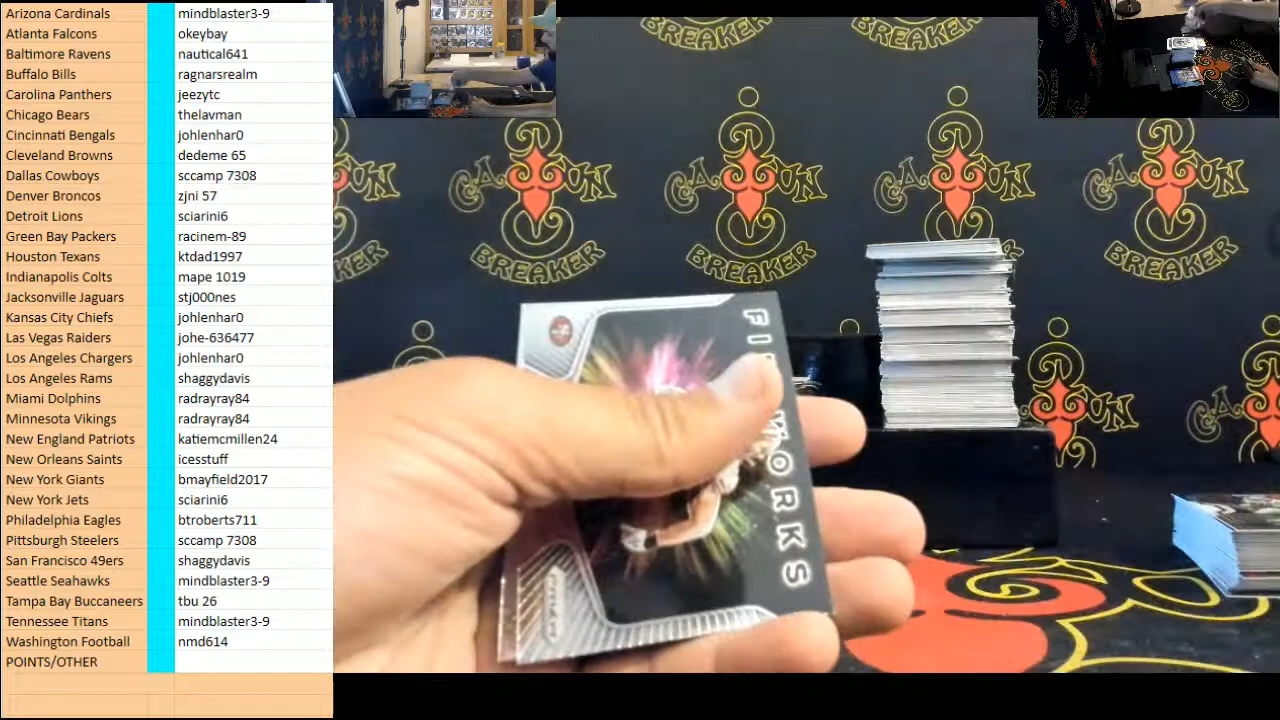 Arizona Cardinals mindblaster3-9
Atlanta Falcons okeybay
Baltimore Ravens nautical641
Buffalo Bills ragnarsrealm
Carolina Panthers jeezytc
Chicago Bears thelavman
Cincinnati Bengals johlenhar0
Cleveland Browns dedeme 65
Dallas Cowboys sccamp 7308
Denver Broncos zjni 57
Detroit Lions sciarini6
Green Bay Packers racinem-89
Houston Texans ktdad1997
Indianapolis Colts mape 1019
Jacksonville Jaguars stj000nes
Kansas City Chiefs johlenhar0
Las Vegas Raiders johe-636477
Los Angeles Chargers johlenhar0
Los Angeles Rams shaggydavis
Miami Dolphins radrayray84
Minnesota Vikings radrayray84
New England Patriots katiemcmillen24
New Orleans Saints icesstuff
New York Giants bmayfield2017
New York Jets sciarini6
Philadelphia Eagles btroberts711
Pittsburgh Steelers sccamp 7308
San Francisco 49ers shaggydavis
Seattle Seahawks mindblaster3-9
Tampa Bay Buccaneers tbu 26
Tennessee Titans mindblaster3-9
Washington Football nmd614
POINTS/OTHER
BREAKER
BREAKER
CAJUN
BREAKER
CAJUN
BREAKER
CAJUN
CAJUN
BREAKER